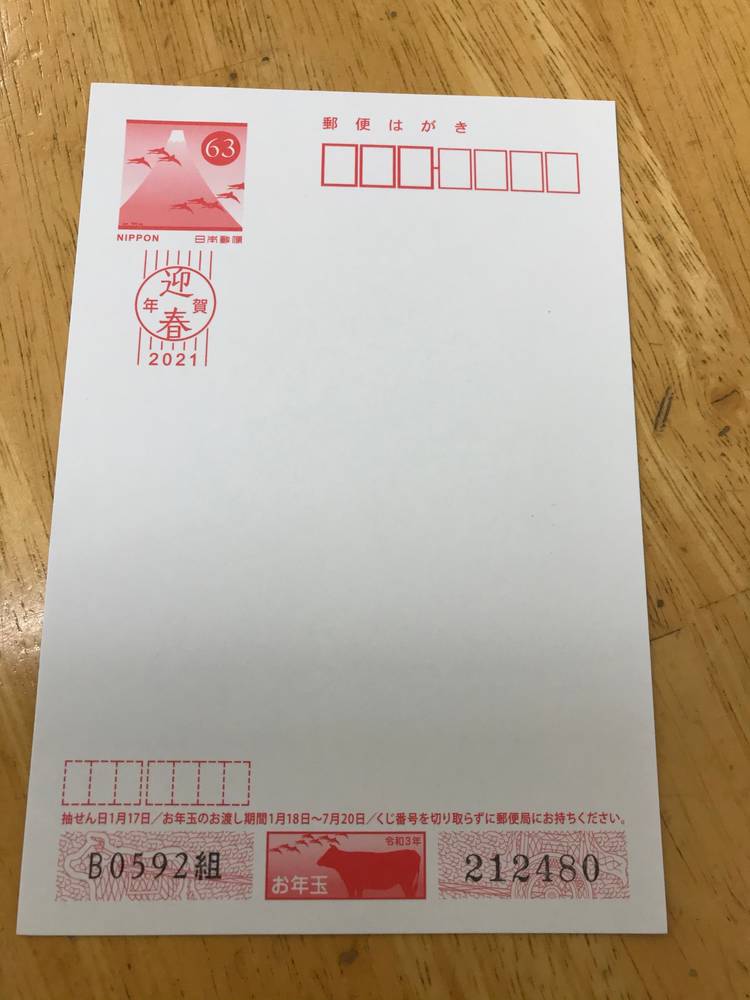 郵便はがき
63
NIPPON 日本郵便
迎
年 賀
春
2021
抽せん日1月17日/お年玉のお渡し期間1月18日~7月20日/くじ番号を切り取らずに郵便局にお持ちください。
令和3年
B0592組 お年玉 212480